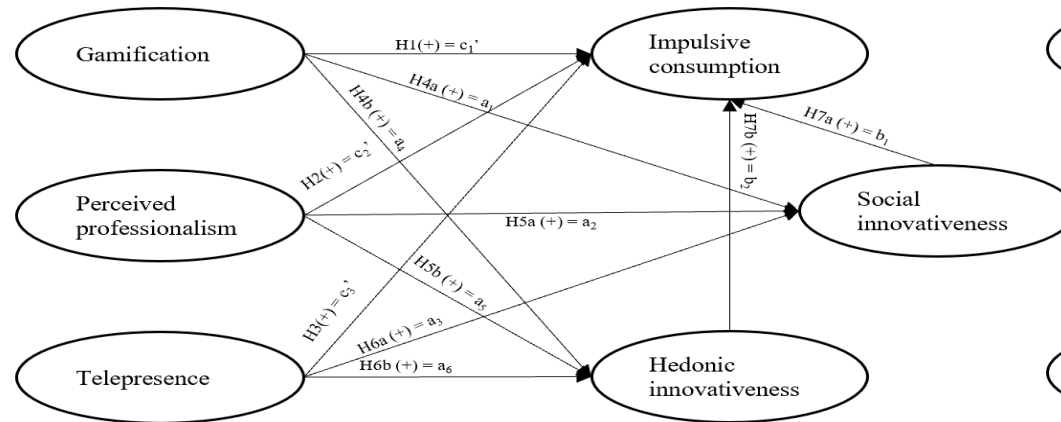 Gamification
H1(+) = c₁’
Impulsive
consumption
H4a (+) = a₁
H4b (+) = a₄
H7a (+) = b₁
H7b (+) = b₂
H2(+) = c₂’
Perceived
professionalism
H5a (+) = a₂
Social
innovativeness
H5b (+) = a₅
H3(+) = c₃’
H6a (+) = a₃
Telepresence
H6b (+) = a₆
Hedonic
innovativeness